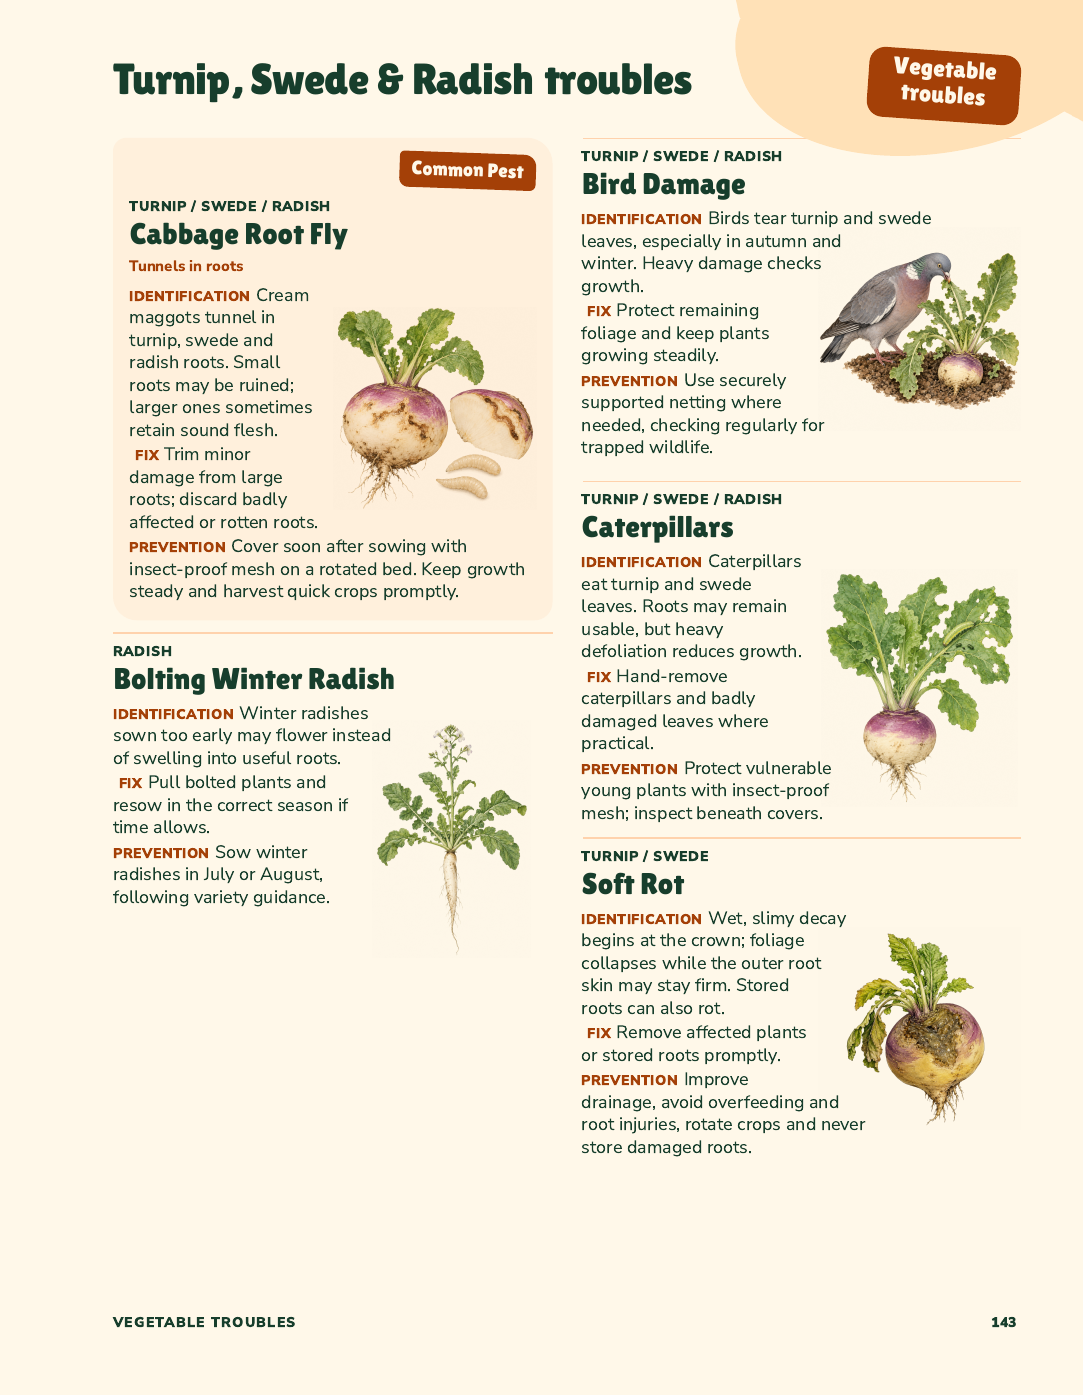 Turnip, Swede & Radish troubles
Vegetable
troubles
Common Pest
TURNIP / SWEDE / RADISH
Cabbage Root Fly
Tunnels in roots
IDENTIFICATION Cream
maggots tunnel in
turnip, swede and
radish roots. Small
roots may be ruined;
larger ones sometimes
retain sound flesh.
FIX Trim minor
damage from large
roots; discard badly
affected or rotten roots.
PREVENTION Cover soon after sowing with
insect-proof mesh on a rotated bed. Keep growth
steady and harvest quick crops promptly.
RADISH
Bolting Winter Radish
IDENTIFICATION Winter radishes
sown too early may flower instead
of swelling into useful roots.
FIX Pull bolted plants and
resow in the correct season if
time allows.
PREVENTION Sow winter
radishes in July or August,
following variety guidance.
TURNIP / SWEDE / RADISH
Bird Damage
IDENTIFICATION Birds tear turnip and swede
leaves, especially in autumn and
winter. Heavy damage checks
growth.
FIX Protect remaining
foliage and keep plants
growing steadily.
PREVENTION Use securely
supported netting where
needed, checking regularly for
trapped wildlife.
TURNIP / SWEDE / RADISH
Caterpillars
IDENTIFICATION Caterpillars
eat turnip and swede
leaves. Roots may remain
usable, but heavy
defoliation reduces growth.
FIX Hand-remove
caterpillars and badly
damaged leaves where
practical.
PREVENTION Protect vulnerable
young plants with insect-proof
mesh; inspect beneath covers.
TURNIP / SWEDE
Soft Rot
IDENTIFICATION Wet, slimy decay
begins at the crown; foliage
collapses while the outer root
skin may stay firm. Stored
roots can also rot.
FIX Remove affected plants
or stored roots promptly.
PREVENTION Improve
drainage, avoid overfeeding and
root injuries, rotate crops and never
store damaged roots.
VEGETABLE TROUBLES
143